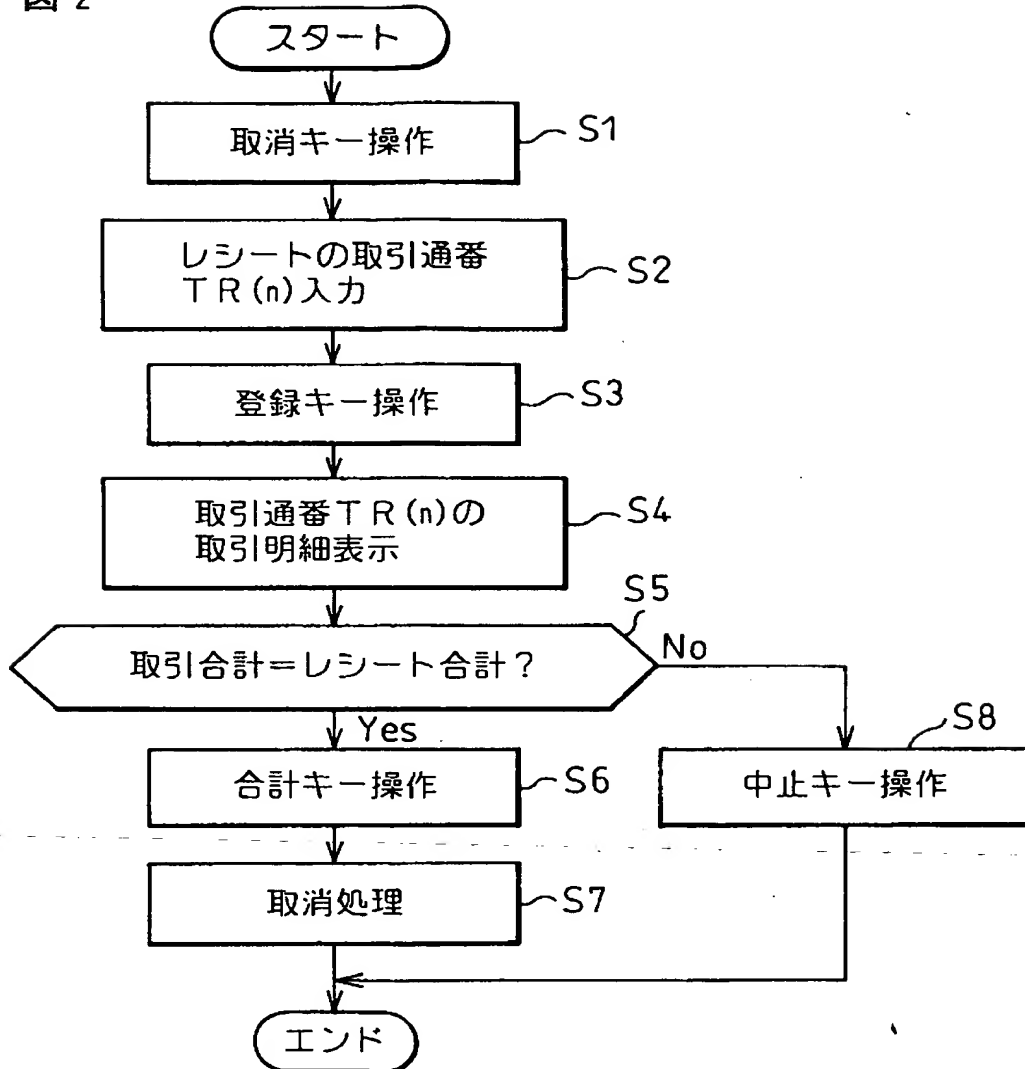 図2
スタート
取消キー操作
S1
レシートの取引通番
TR(n)入力
S2
登録キー操作
S3
取引通番TR(n)の
取引明細表示
S4
S5
取引合計=レシート合計?
No
Yes
S8
合計キー操作
S6
中止キー操作
取消処理
S7
エンド